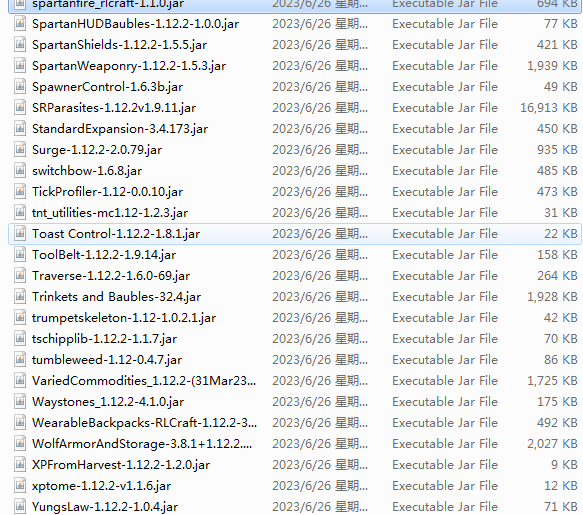 spartanfire_rlcraft-1.1.0.jar 2023/6/26 星期... Executable Jar File 694 KB
SpartanHUDBaubles-1.12.2-1.0.0.jar 2023/6/26 星期... Executable Jar File 77 KB
SpartanShields-1.12.2-1.5.5.jar 2023/6/26 星期... Executable Jar File 421 KB
SpartanWeaponry-1.12.2-1.5.3.jar 2023/6/26 星期... Executable Jar File 1,939 KB
SpawnerControl-1.6.3b.jar 2023/6/26 星期... Executable Jar File 49 KB
SRParasites-1.12.2v1.9.11.jar 2023/6/26 星期... Executable Jar File 16,913 KB
StandardExpansion-3.4.173.jar 2023/6/26 星期... Executable Jar File 450 KB
Surge-1.12.2-2.0.79.jar 2023/6/26 星期... Executable Jar File 935 KB
switchbow-1.6.8.jar 2023/6/26 星期... Executable Jar File 485 KB
TickProfiler-1.12-0.0.10.jar 2023/6/26 星期... Executable Jar File 473 KB
tnt_utilities-mc1.12-1.2.3.jar 2023/6/26 星期... Executable Jar File 31 KB
Toast Control-1.12.2-1.8.1.jar 2023/6/26 星期... Executable Jar File 22 KB
ToolBelt-1.12.2-1.9.14.jar 2023/6/26 星期... Executable Jar File 158 KB
Traverse-1.12.2-1.6.0-69.jar 2023/6/26 星期... Executable Jar File 264 KB
Trinkets and Baubles-32.4.jar 2023/6/26 星期... Executable Jar File 1,928 KB
trumpetskeleton-1.12-1.0.2.1.jar 2023/6/26 星期... Executable Jar File 42 KB
tschipplib-1.12.2-1.1.7.jar 2023/6/26 星期... Executable Jar File 70 KB
tumbleweed-1.12-0.4.7.jar 2023/6/26 星期... Executable Jar File 86 KB
VariedCommodities_1.12.2-(31Mar23... 2023/6/26 星期... Executable Jar File 1,725 KB
Waystones_1.12.2-4.1.0.jar 2023/6/26 星期... Executable Jar File 175 KB
WearableBackpacks-RLCraft-1.12.2-3... 2023/6/26 星期... Executable Jar File 492 KB
WolfArmorAndStorage-3.8.1+1.12.2.... 2023/6/26 星期... Executable Jar File 2,027 KB
XPFromHarvest-1.12.2-1.2.0.jar 2023/6/26 星期... Executable Jar File 9 KB
xptome-1.12.2-v1.1.6.jar 2023/6/26 星期... Executable Jar File 12 KB
YungsLaw-1.12.2-1.0.4.jar 2023/6/26 星期... Executable Jar File 71 KB